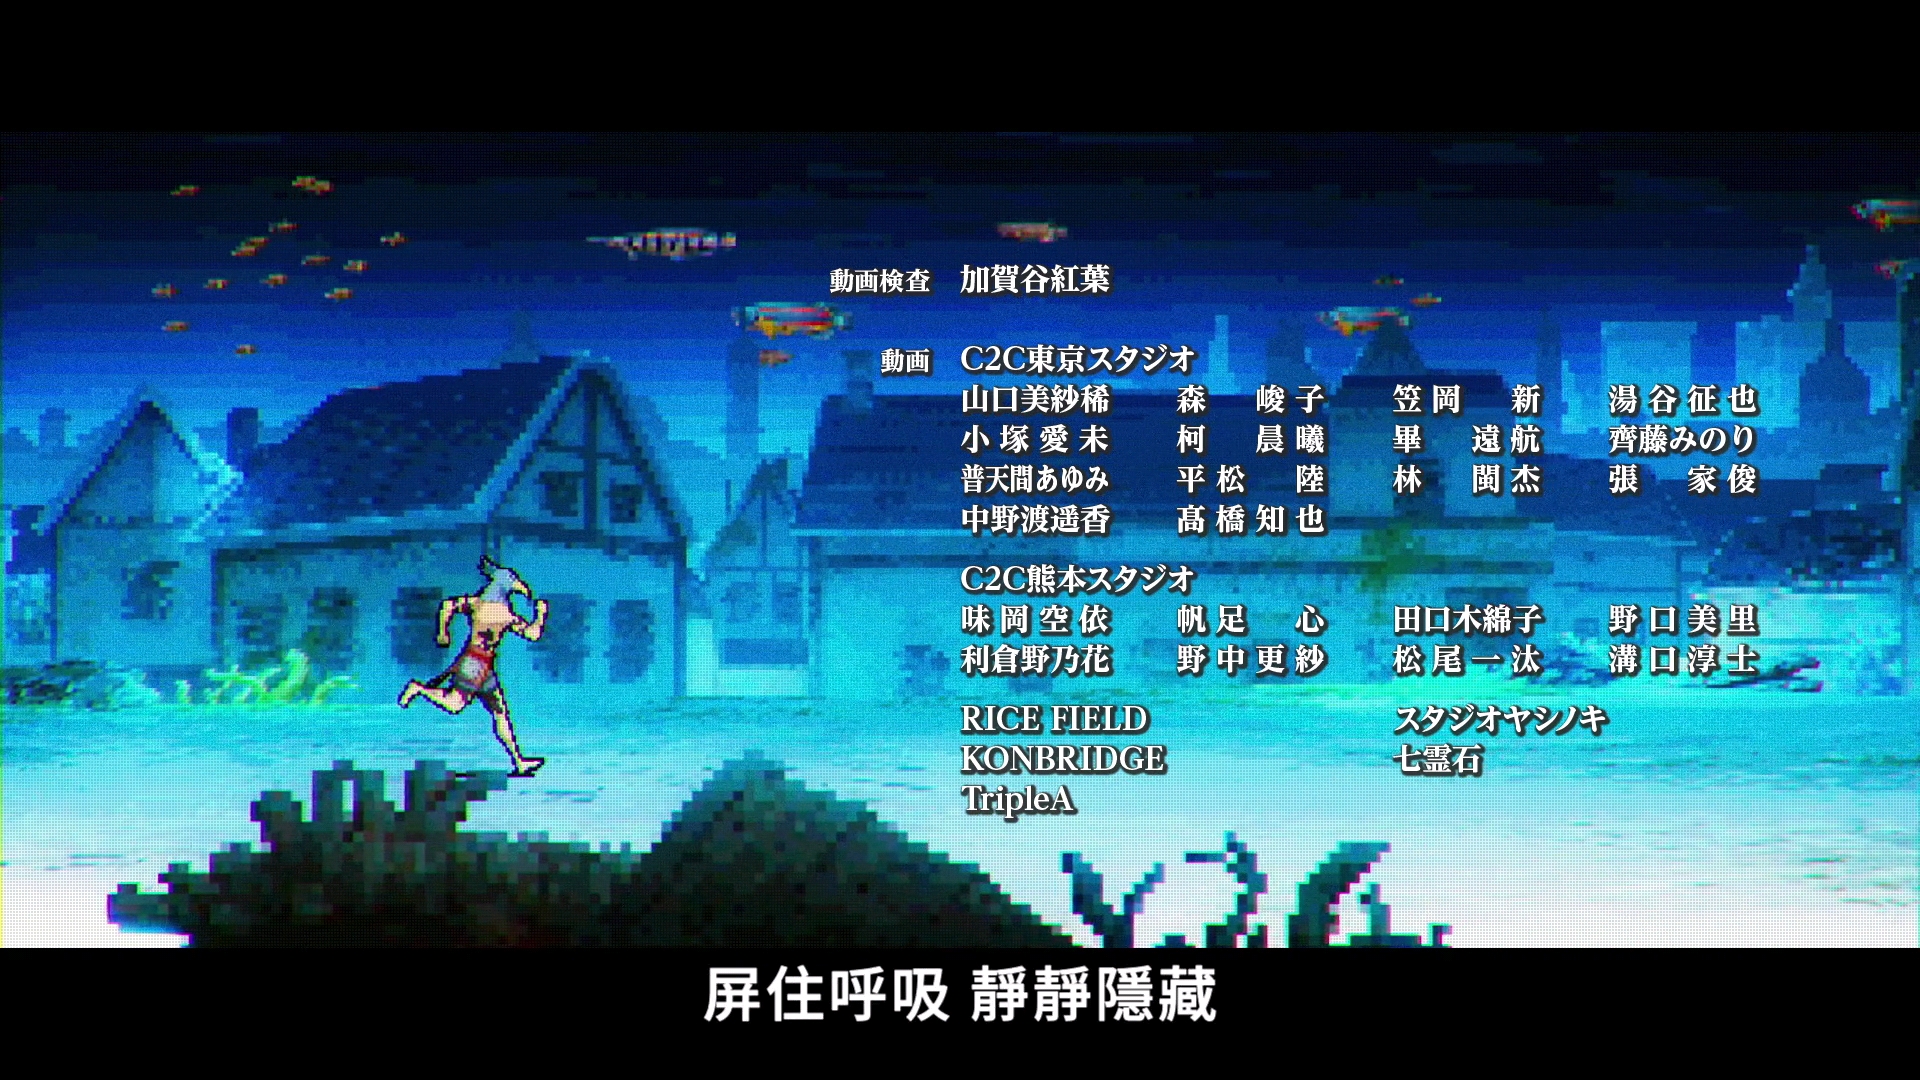 動画検査 加賀谷紅葉
動画 C2C東京スタジオ
山口美紗稀 森 峻子 笠岡 新 湯谷征也
小塚愛未 柯 晨曦 畢 遠航 齊藤みのり
普天間あゆみ 平松 陸 林 閩杰 張 家俊
中野渡遥香 髙橋知也
C2C熊本スタジオ
味岡空依 帆足 心 田口木綿子 野口美里
利倉野乃花 野中更紗 松尾一汰 溝口淳士
RICE FIELD スタジオヤシノキ
KONBRIDGE 七霊石
TripleA
屏住呼吸 靜靜隱藏